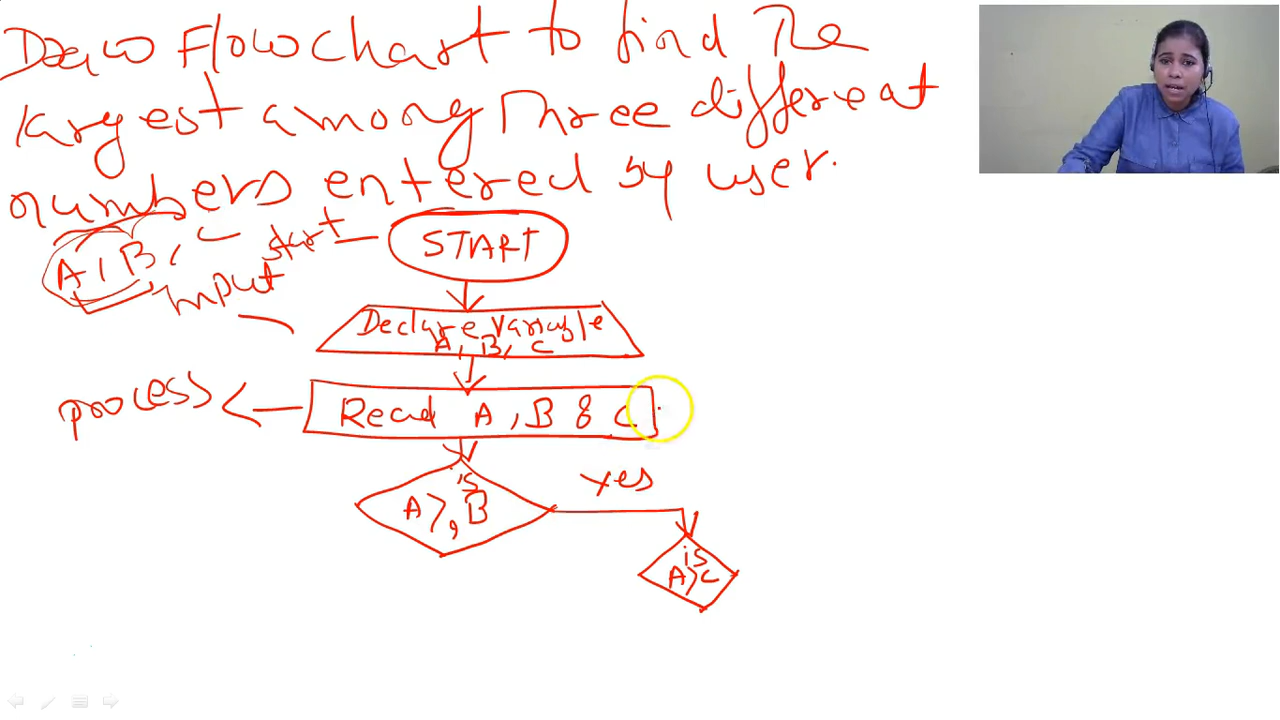 Draw Flowchart to find The
largest among Three different
numbers entered by user.
A, B, C
start
START
Input
Declare Variable
A, B, C
process
Read A, B & C
is
A >, B
yes
is
A>C